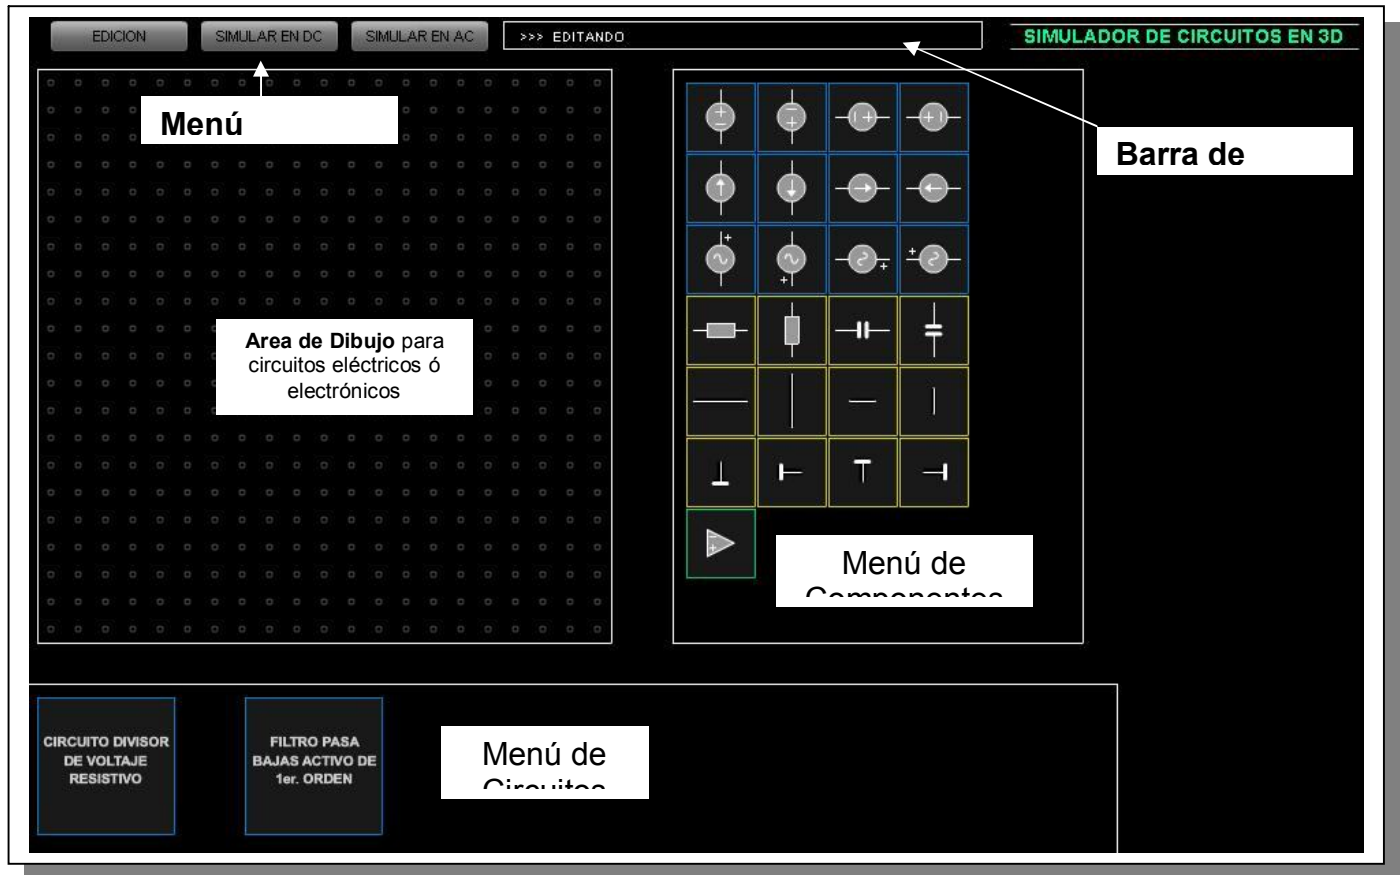 EDICION
SIMULAR EN DC
SIMULAR EN AC
>>> EDITANDO
SIMULADOR DE CIRCUITOS EN 3D
Menú
Barra de
Area de Dibujo para
circuitos eléctricos ó
electrónicos
Menú de
Componentes
CIRCUITO DIVISOR
DE VOLTAJE
RESISTIVO
FILTRO PASA
BAJAS ACTIVO DE
1er. ORDEN
Menú de
Circuitos